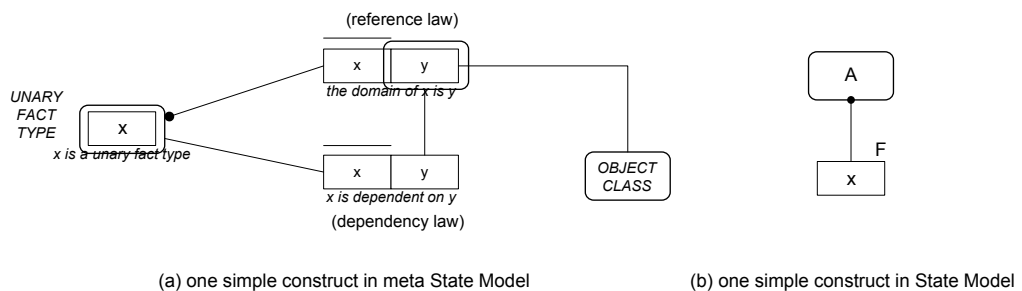 (reference law)
x
y
the domain of x is y
UNARY
FACT
TYPE
x
x is a unary fact type
x
y
x is dependent on y
(dependency law)
OBJECT
CLASS
A
F
x
(a) one simple construct in meta State Model
(b) one simple construct in State Model